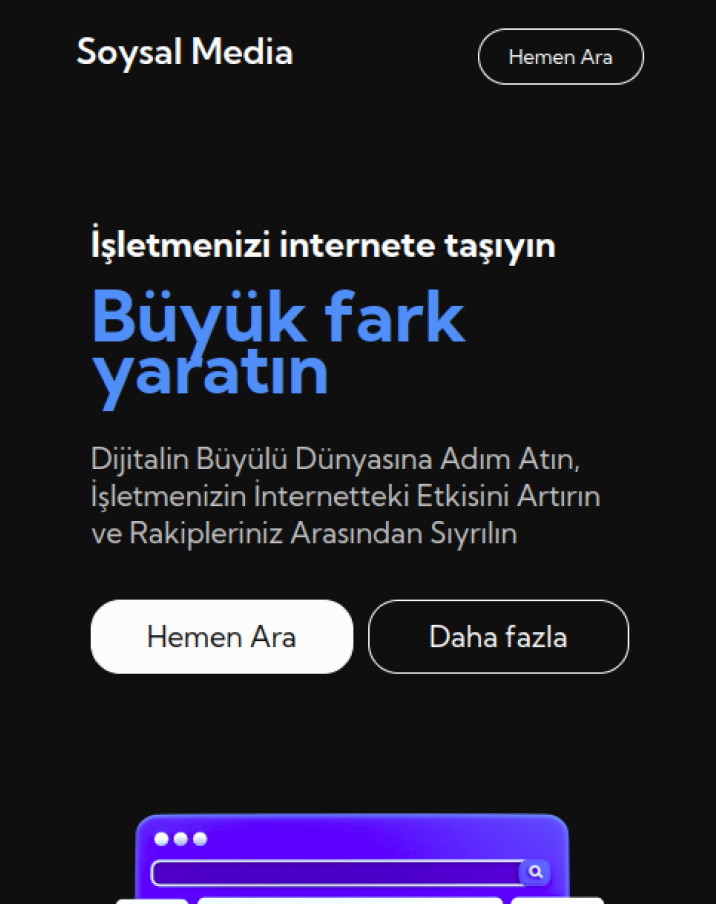 Soysal Media
Hemen Ara
İşletmenizi internete taşıyın
Büyük fark
yaratın
Dijitalin Büyülü Dünyasına Adım Atın,
İşletmenizin İnternetteki Etkisini Artırın
ve Rakipleriniz Arasından Sıyrılın
Hemen Ara
Daha fazla